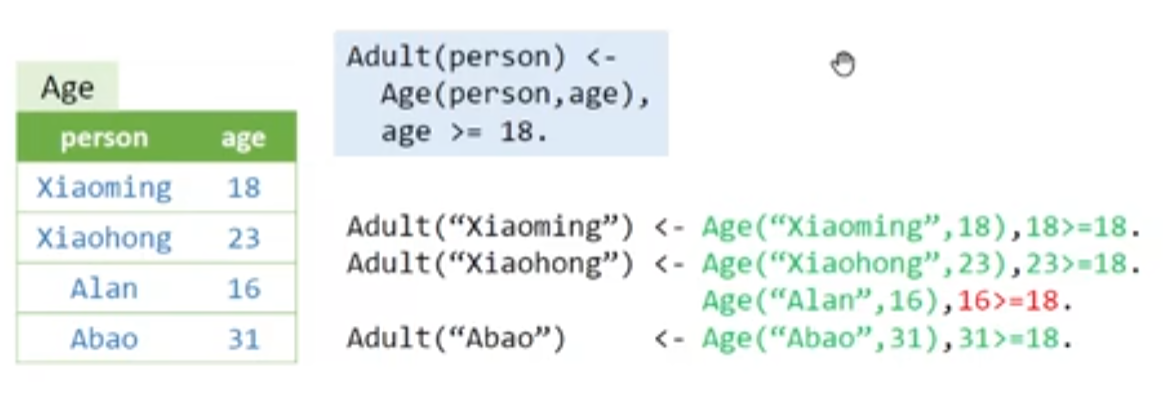 Age
person age
Xiaoming 18
Xiaohong 23
Alan 16
Abao 31
Adult(person) <-
Age(person,age),
age >= 18.
Adult(“Xiaoming”) <- Age(“Xiaoming”,18),18>=18.
Adult(“Xiaohong”) <- Age(“Xiaohong”,23),23>=18.
Age(“Alan”,16),16>=18.
Adult(“Abao”) <- Age(“Abao”,31),31>=18.